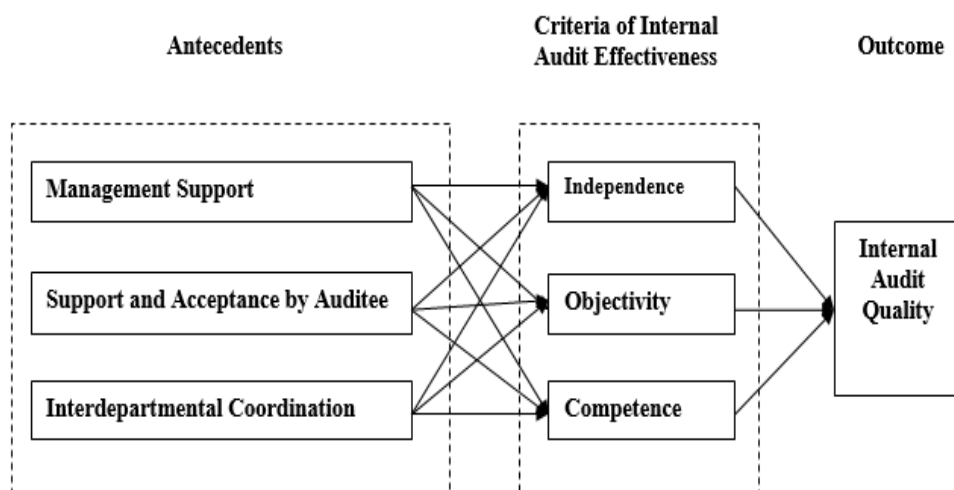 Antecedents
Criteria of Internal
Audit Effectiveness
Outcome
Management Support
Support and Acceptance by Auditee
Interdepartmental Coordination
Independence
Objectivity
Competence
Internal
Audit
Quality